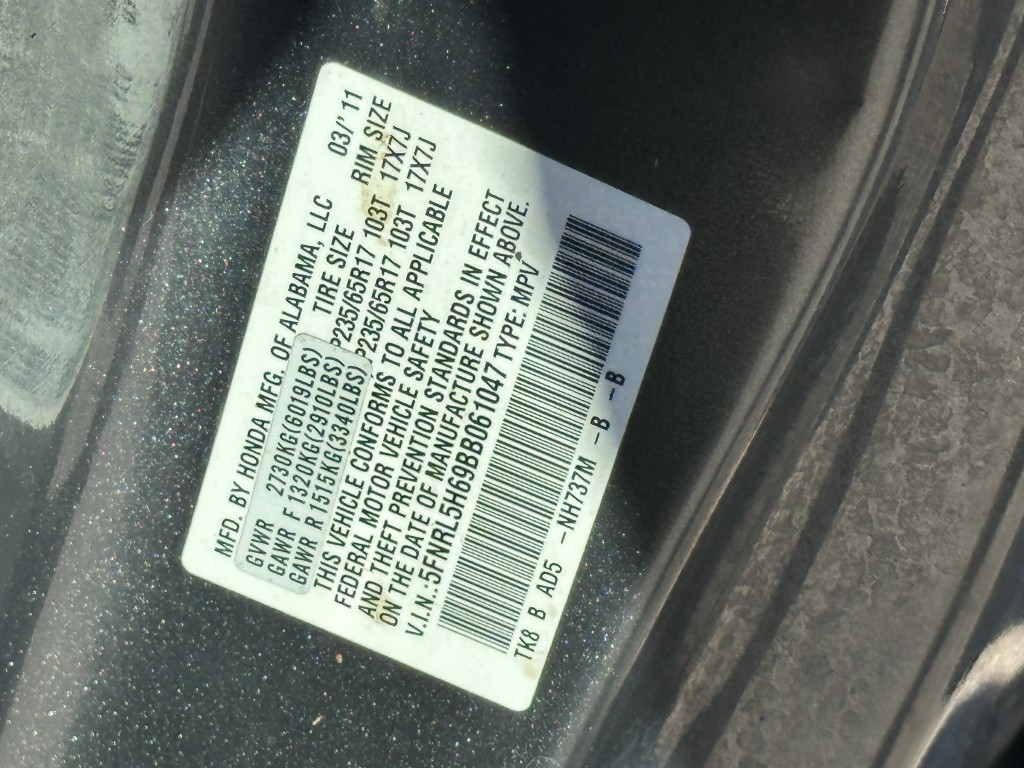 MFD. BY HONDA MFG. OF ALABAMA, LLC 03/' 11
TIRE SIZE RIM SIZE
GVWR 2730KG(6019LBS)
GAWR F 1320KG(2910LBS) P235/65R17 103T 17X7J
GAWR R 1515KG(3340LBS) P235/65R17 103T 17X7J
THIS VEHICLE CONFORMS TO ALL APPLICABLE
FEDERAL MOTOR VEHICLE SAFETY
AND THEFT PREVENTION STANDARDS IN EFFECT
ON THE DATE OF MANUFACTURE SHOWN ABOVE.
V.I.N.:5FNRL5H69BB061047 TYPE:MPV
TK8 B AD5 -NH737M -B -B